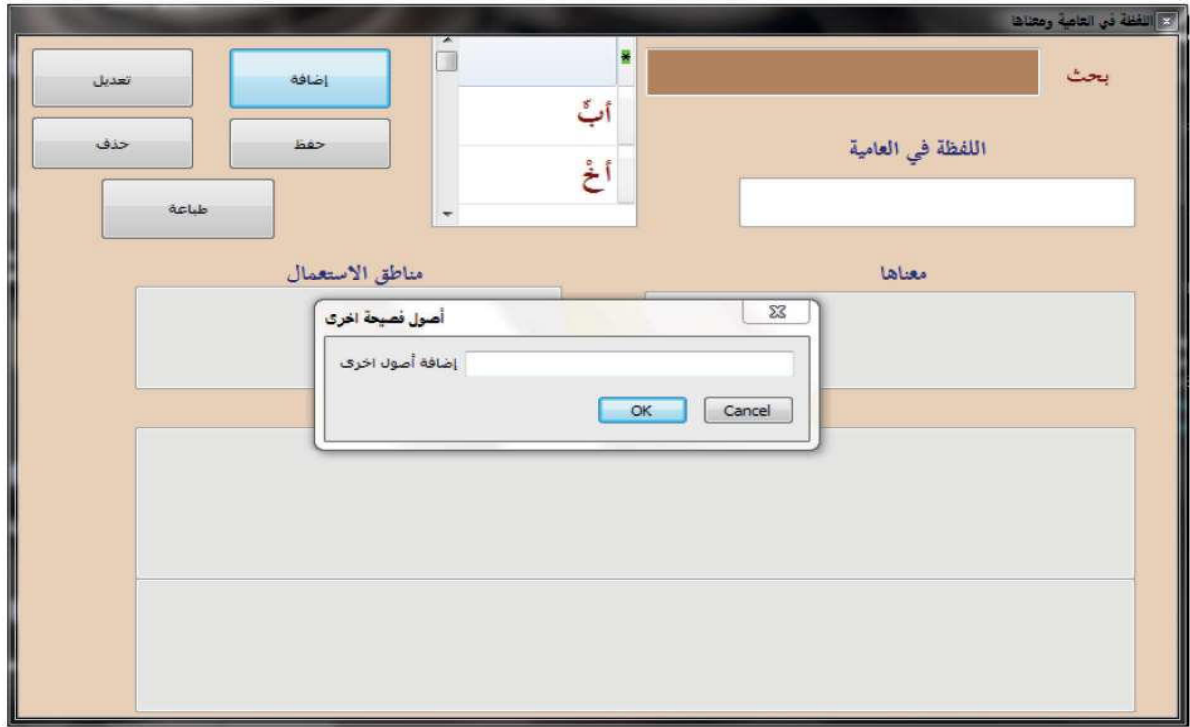 اللفظة في العامية ومعناها
بحث
إضافة
تعديل
أبٌّ
اللفظة في العامية
حفظ
حذف
أخْ
طباعة
معناها
مناطق الاستعمال
أصول فصيحة اخرى
إضافة أصول اخرى
OK
Cancel